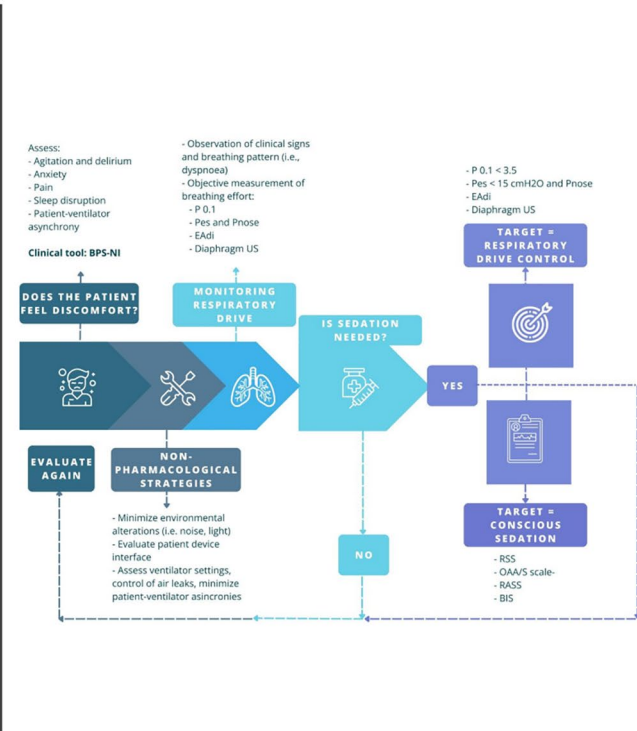 Assess:
- Agitation and delirium
- Anxiety
- Pain
- Sleep disruption
- Patient-ventilator
asynchrony
Clinical tool: BPS-NI
DOES THE PATIENT
FEEL DISCOMFORT?
- Observation of clinical signs
and breathing pattern (i.e.,
dyspnoea)
- Objective measurement of
breathing effort:
- P 0.1
- Pes and Pnose
- EAdi
- Diaphragm US
MONITORING
RESPIRATORY
DRIVE
IS SEDATION
NEEDED?
- P 0.1 < 3.5
- Pes < 15 cmH2O and Pnose
- EAdi
- Diaphragm US
TARGET =
RESPIRATORY
DRIVE CONTROL
YES
EVALUATE
AGAIN
NON-
PHARMACOLOGICAL
STRATEGIES
- Minimize environmental
alterations (i.e. noise, light)
- Evaluate patient device
interface
- Assess ventilator settings,
control of air leaks, minimize
patient-ventilator asincronies
NO
TARGET =
CONSCIOUS
SEDATION
- RSS
- OAA/S scale-
- RASS
- BIS